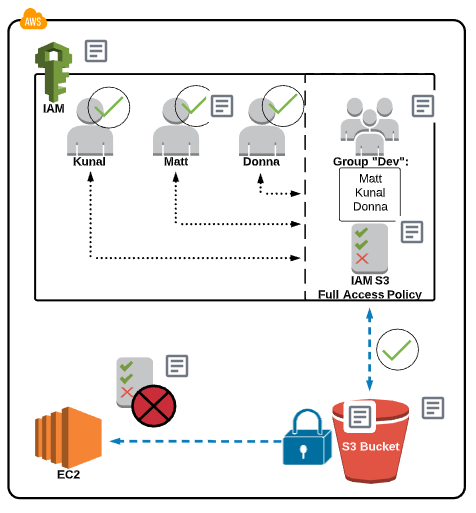 AWS
IAM
Kunal
Matt
Donna
Group "Dev":
Matt
Kunal
Donna
IAM S3
Full Access Policy
S3 Bucket
EC2